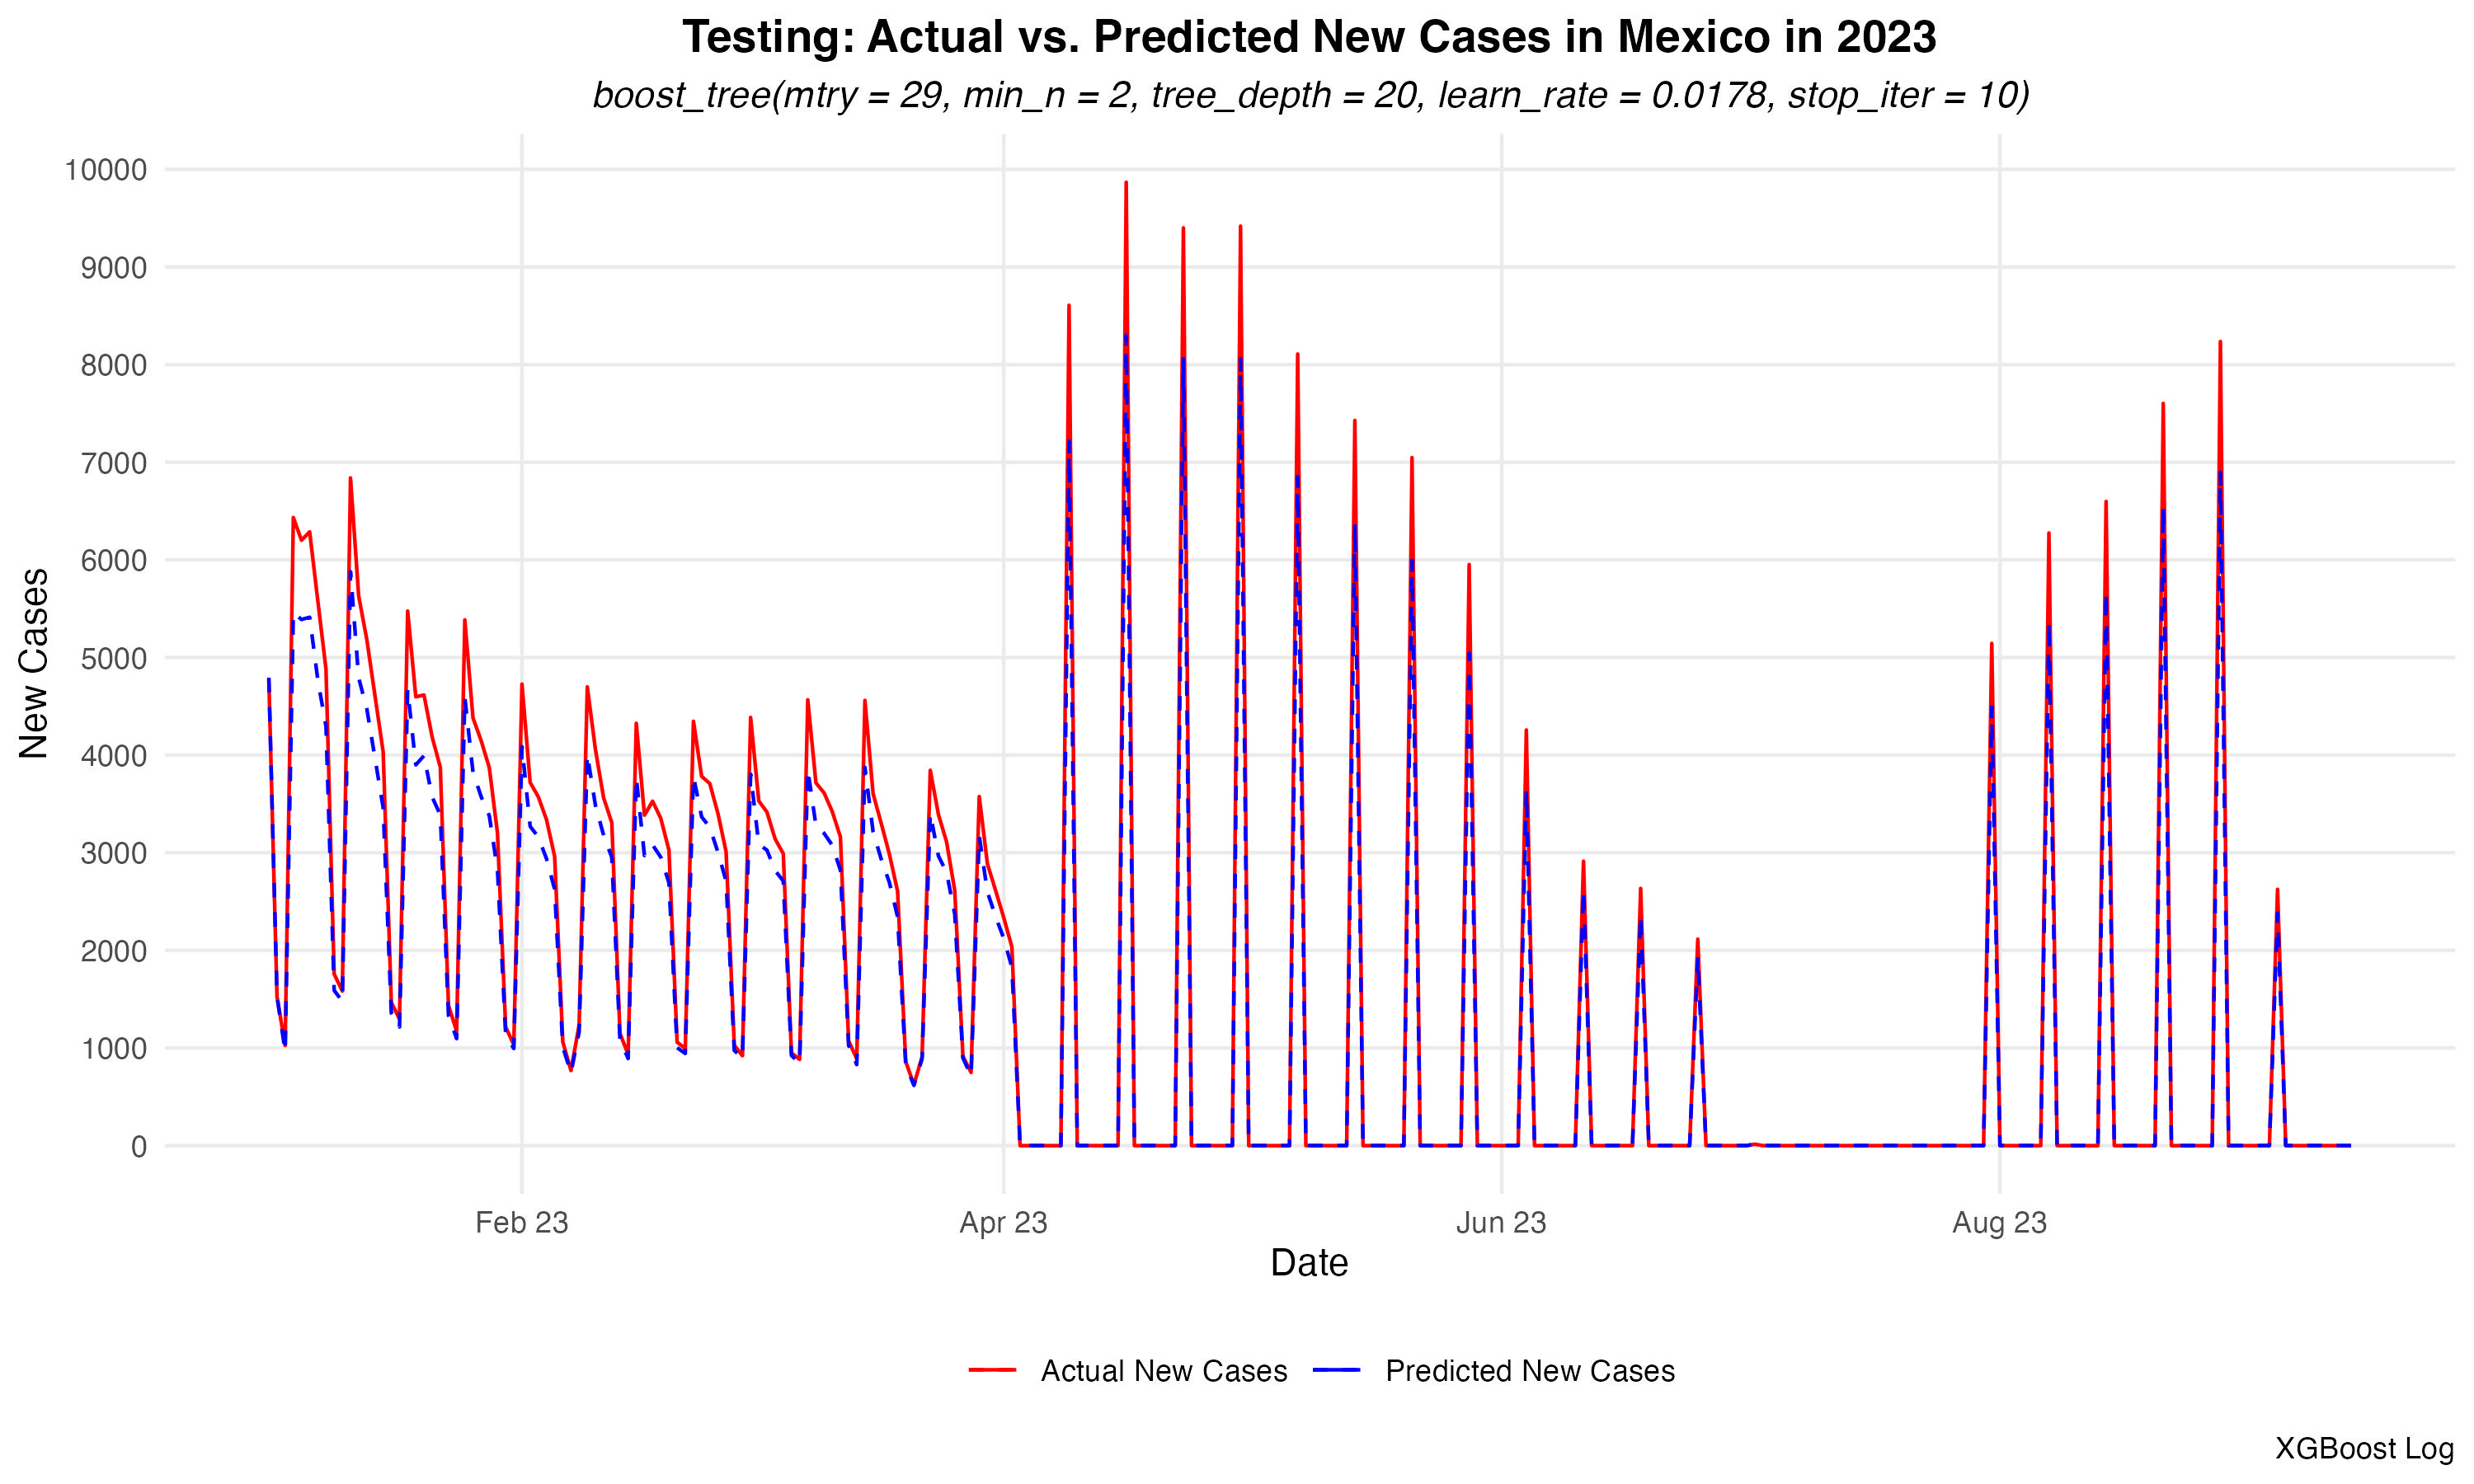 Testing: Actual vs. Predicted New Cases in Mexico in 2023
boost_tree(mtry = 29, min_n = 2, tree_depth = 20, learn_rate = 0.0178, stop_iter = 10)
10000
9000
8000
7000
6000
5000
4000
3000
2000
1000
0
New Cases
Feb 23 Apr 23 Jun 23 Aug 23
Date
Actual New Cases Predicted New Cases
XGBoost Log